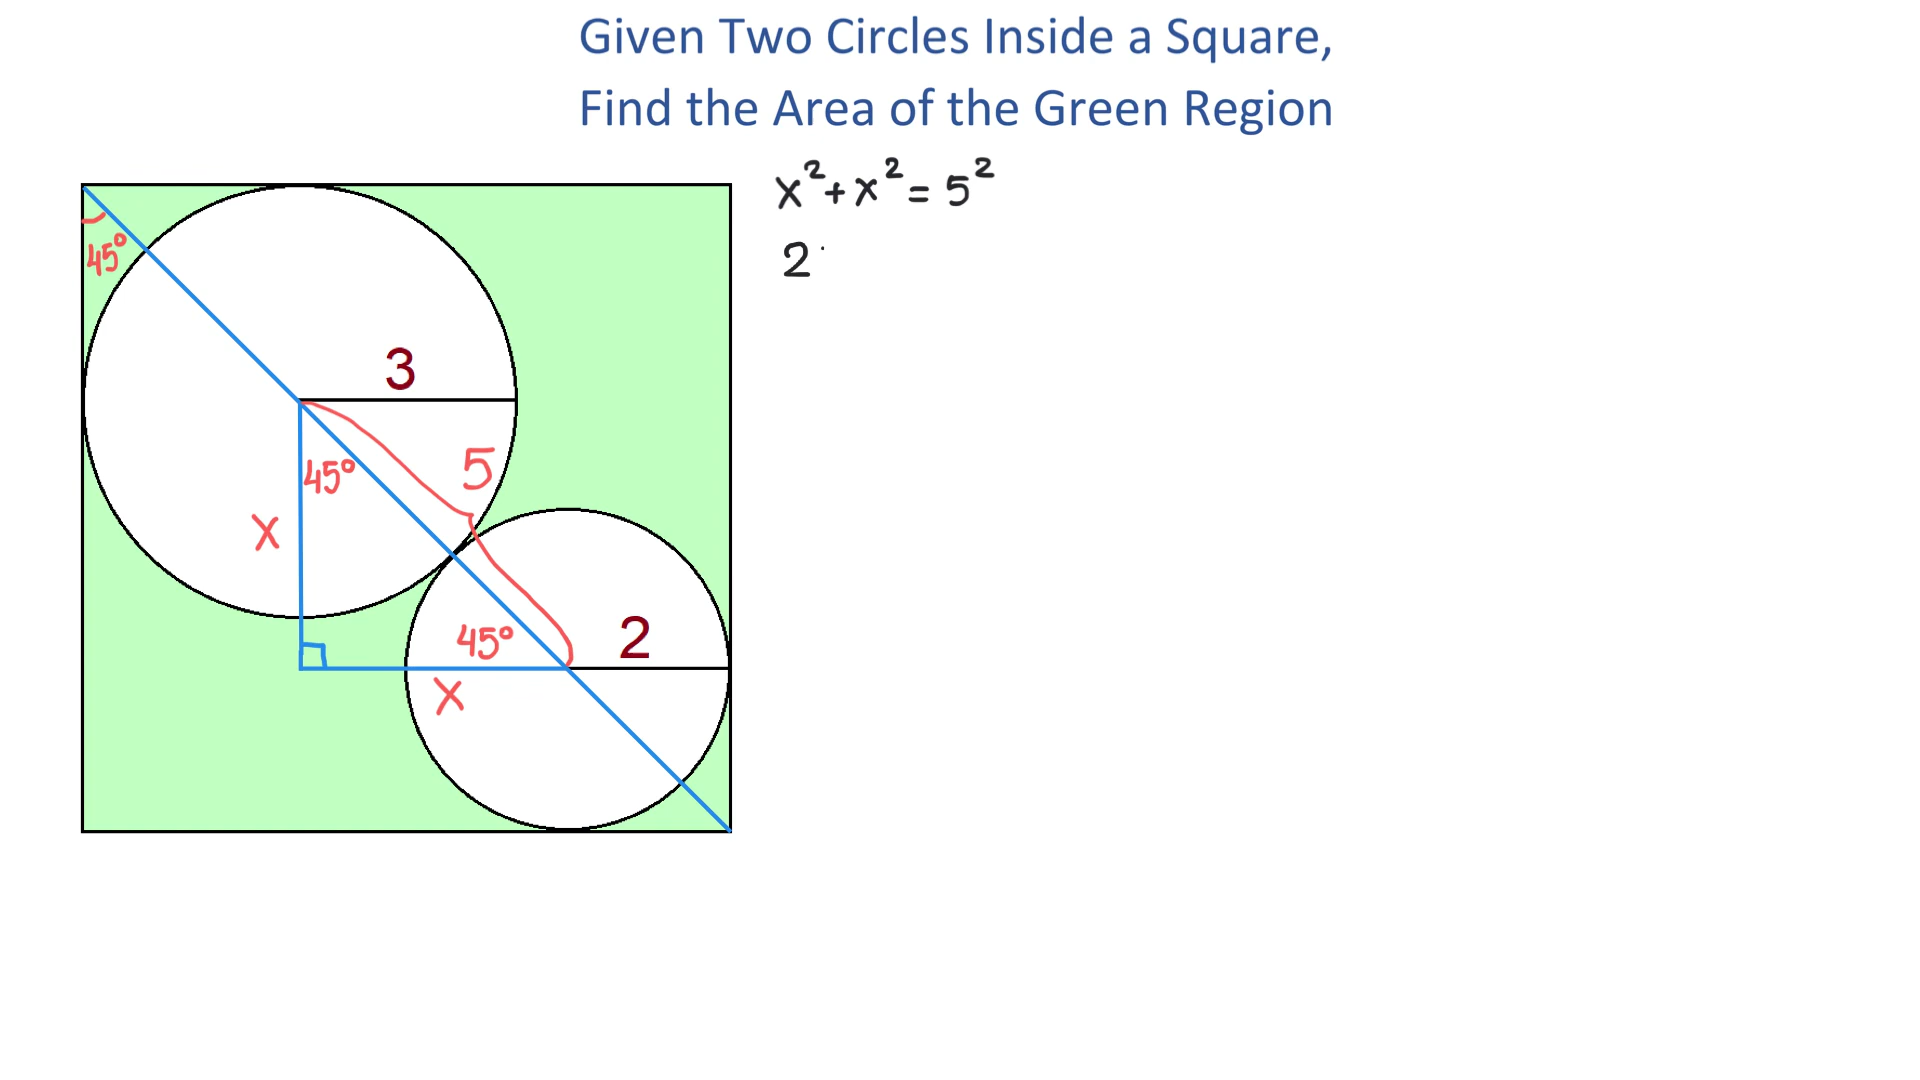 Given Two Circles Inside a Square,
Find the Area of the Green Region
x²+x²= 5²
2
45°
3
45°
5
x
45°
2
x